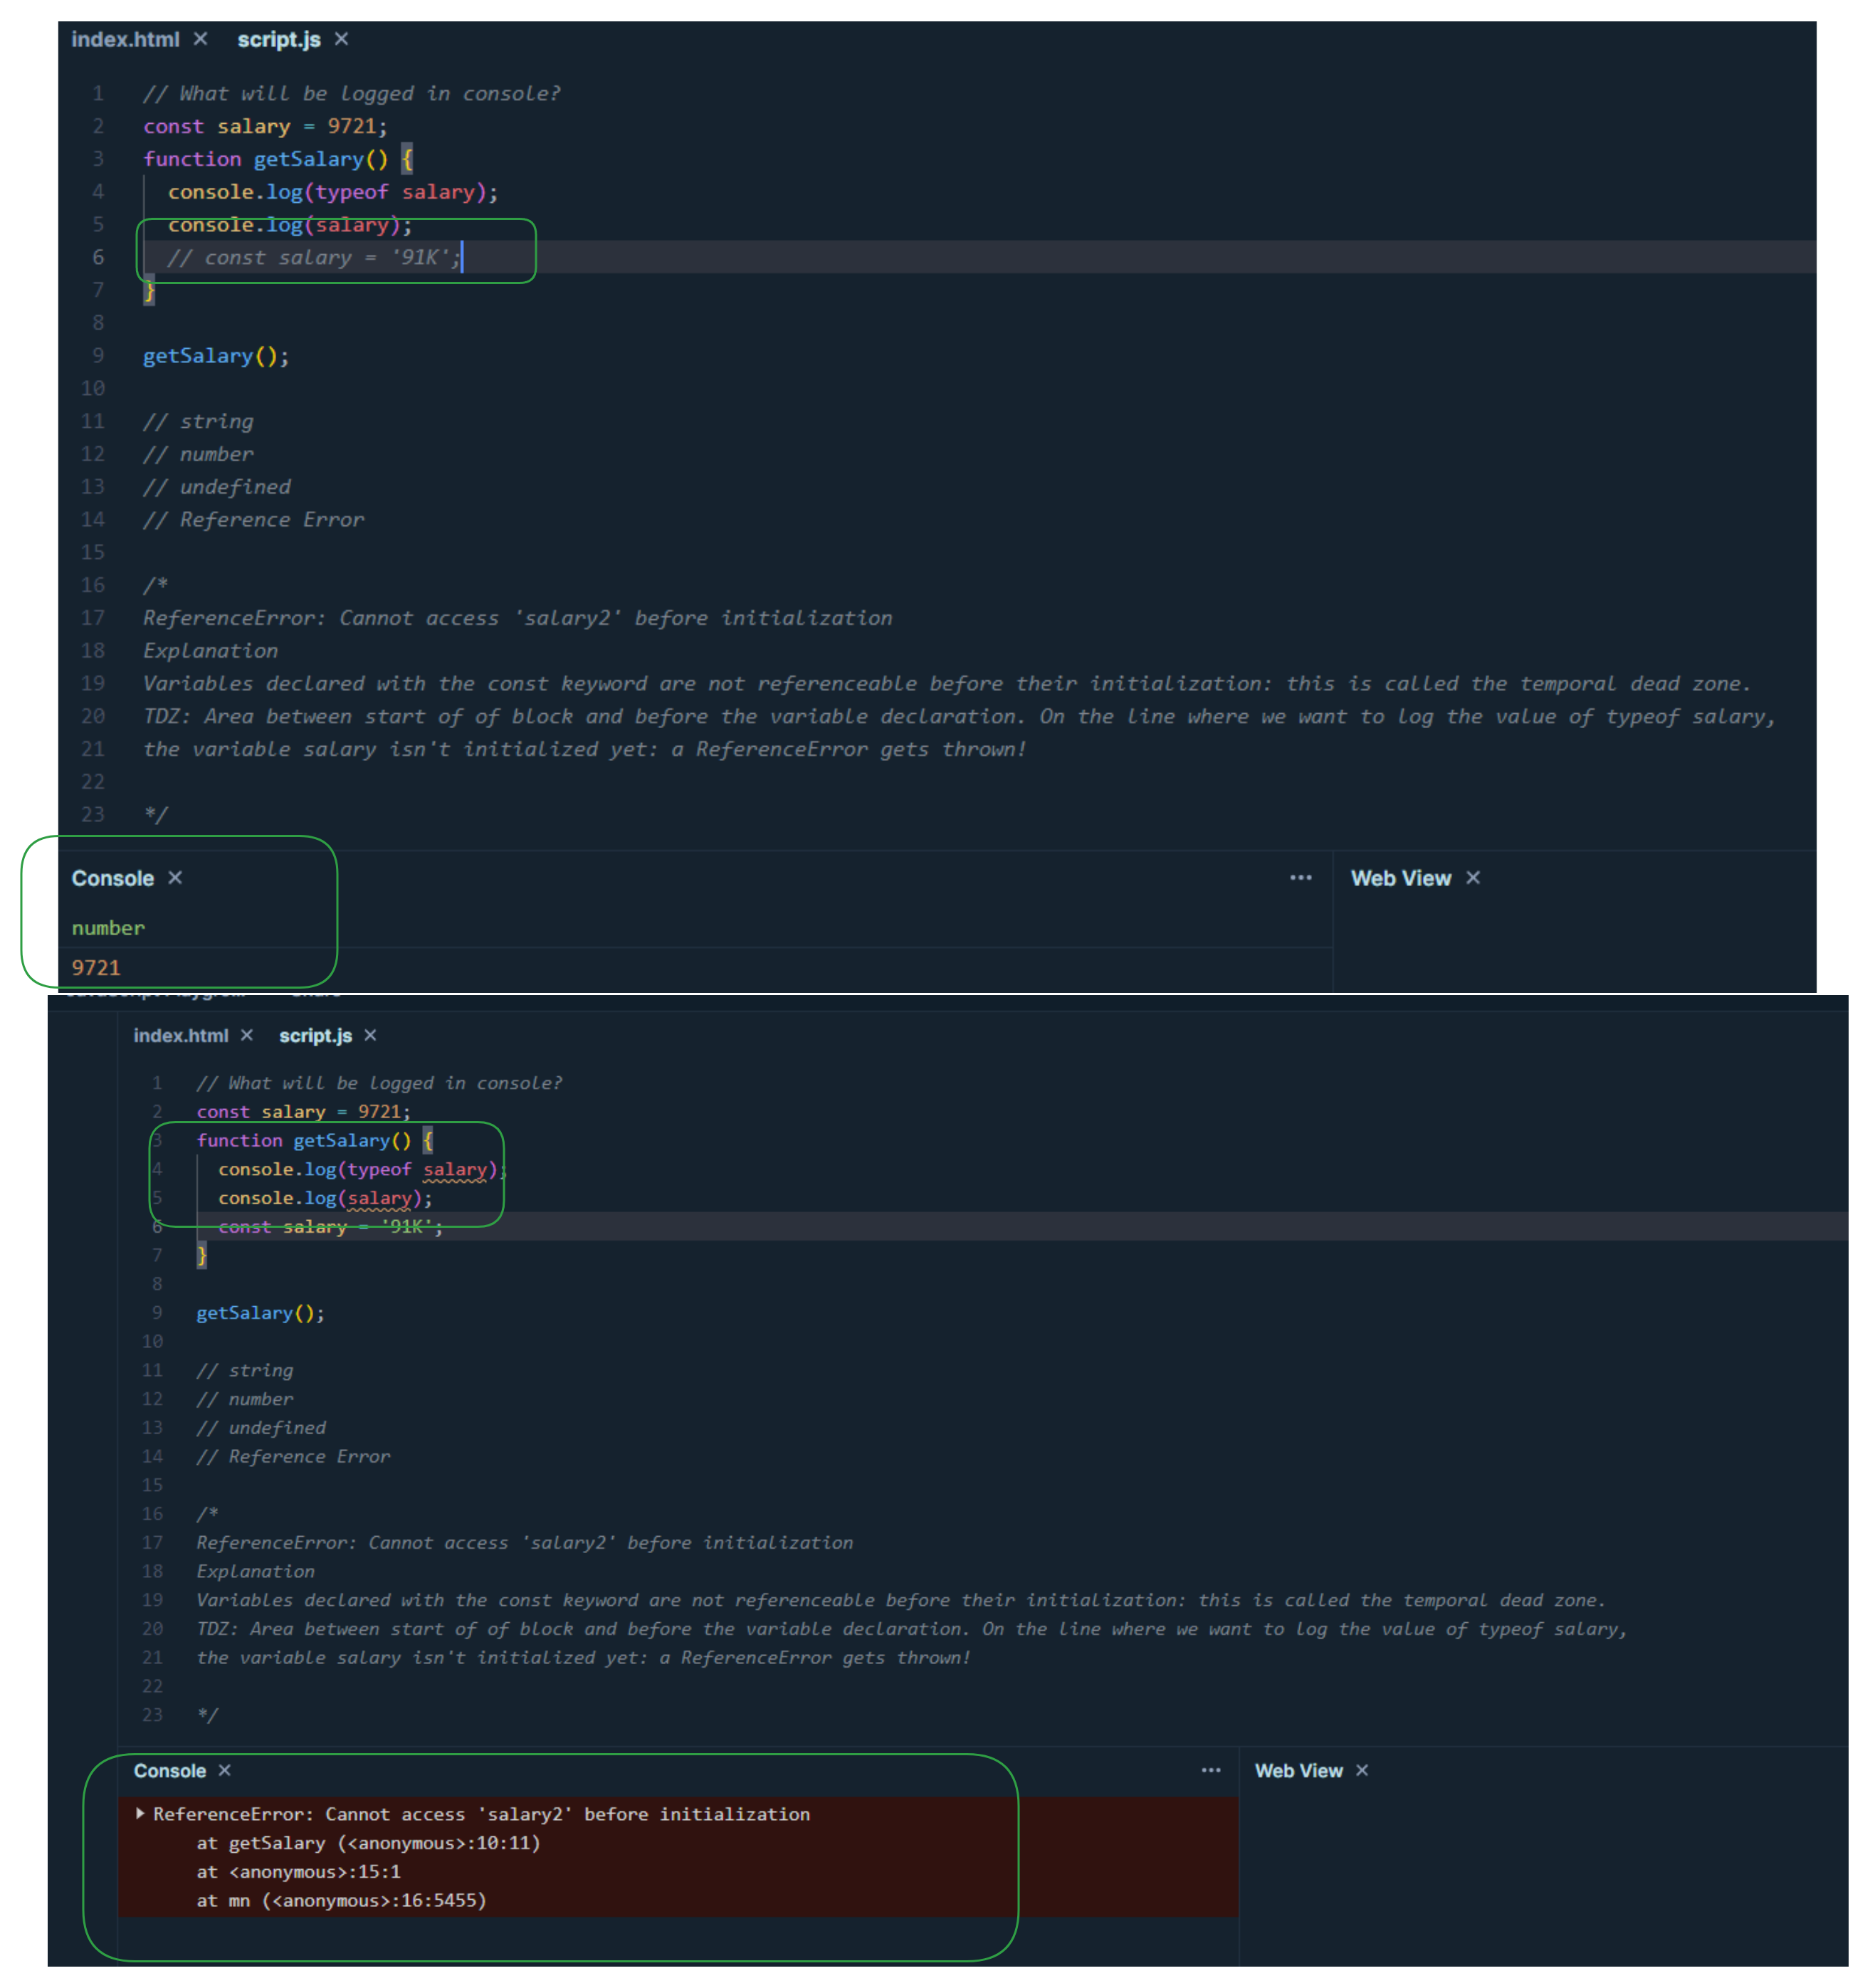 index.html × script.js ×
1 // What will be logged in console?
2 const salary = 9721;
3 function getSalary() {
4 console.log(typeof salary);
5 console.log(salary);
6 // const salary = '91K';
7 }
8
9 getSalary();
10
11 // string
12 // number
13 // undefined
14 // Reference Error
15
16 /*
17 ReferenceError: Cannot access 'salary2' before initialization
18 Explanation
19 Variables declared with the const keyword are not referenceable before their initialization: this is called the temporal dead zone.
20 TDZ: Area between start of of block and before the variable declaration. On the line where we want to log the value of typeof salary,
21 the variable salary isn't initialized yet: a ReferenceError gets thrown!
22
23 */
Console × ... Web View ×
number
9721
index.html × script.js ×
1 // What will be logged in console?
2 const salary = 9721;
3 function getSalary() {
4 console.log(typeof salary);
5 console.log(salary);
6 const salary = '91K';
7 }
8
9 getSalary();
10
11 // string
12 // number
13 // undefined
14 // Reference Error
15
16 /*
17 ReferenceError: Cannot access 'salary2' before initialization
18 Explanation
19 Variables declared with the const keyword are not referenceable before their initialization: this is called the temporal dead zone.
20 TDZ: Area between start of of block and before the variable declaration. On the line where we want to log the value of typeof salary,
21 the variable salary isn't initialized yet: a ReferenceError gets thrown!
22
23 */
Console × ... Web View ×
ReferenceError: Cannot access 'salary2' before initialization
at getSalary (<anonymous>:10:11)
at <anonymous>:15:1
at mn (<anonymous>:16:5455)